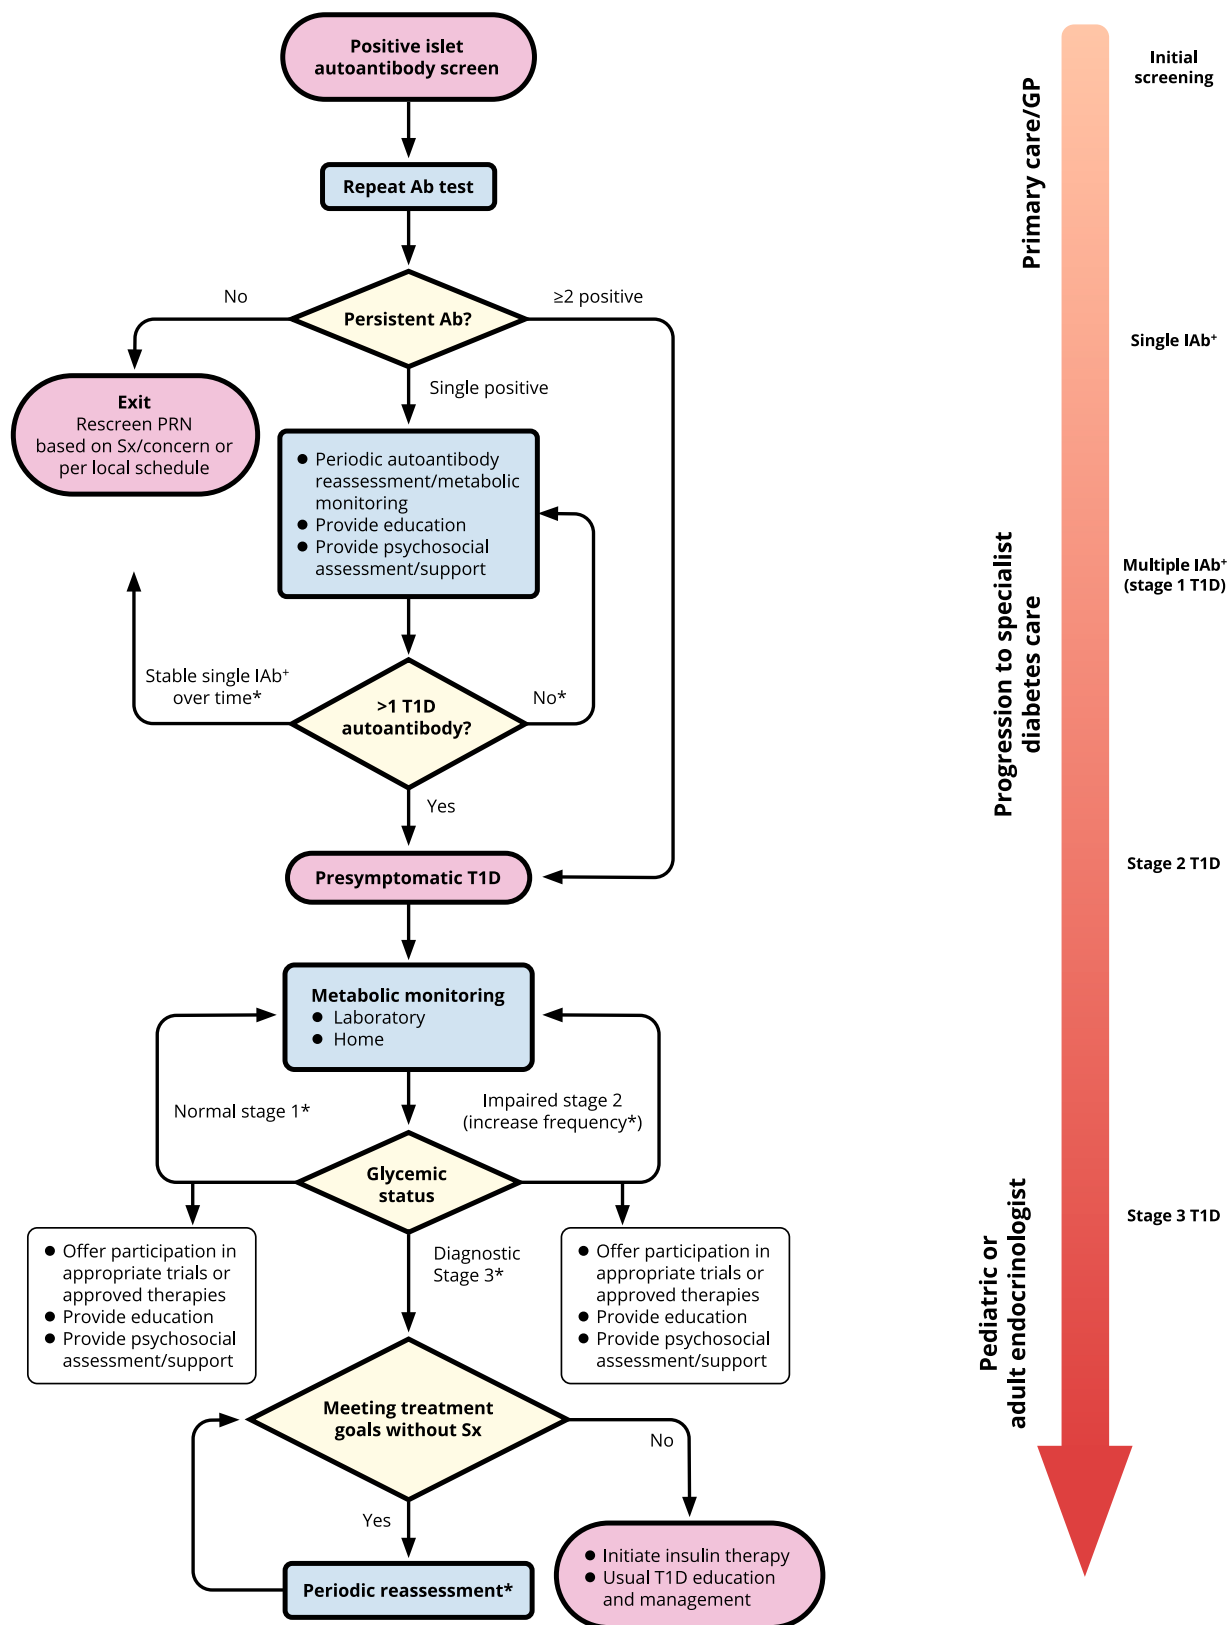 Positive islet
autoantibody screen
Repeat Ab test
Persistent Ab?
No
≥2 positive
Single positive
Exit
Rescreen PRN
based on Sx/concern or
per local schedule
● Periodic autoantibody
reassessment/metabolic
monitoring
● Provide education
● Provide psychosocial
assessment/support
Stable single IAb⁺
over time*
>1 T1D
autoantibody?
No*
Yes
Presymptomatic T1D
Metabolic monitoring
● Laboratory
● Home
Normal stage 1*
Impaired stage 2
(increase frequency*)
Glycemic
status
● Offer participation in
appropriate trials or
approved therapies
● Provide education
● Provide psychosocial
assessment/support
Diagnostic
Stage 3*
● Offer participation in
appropriate trials or
approved therapies
● Provide education
● Provide psychosocial
assessment/support
Meeting treatment
goals without Sx
No
Yes
Periodic reassessment*
● Initiate insulin therapy
● Usual T1D education
and management
Primary care/GP
Progression to specialist
diabetes care
Pediatric or
adult endocrinologist
Initial
screening
Single IAb⁺
Multiple IAb⁺
(stage 1 T1D)
Stage 2 T1D
Stage 3 T1D